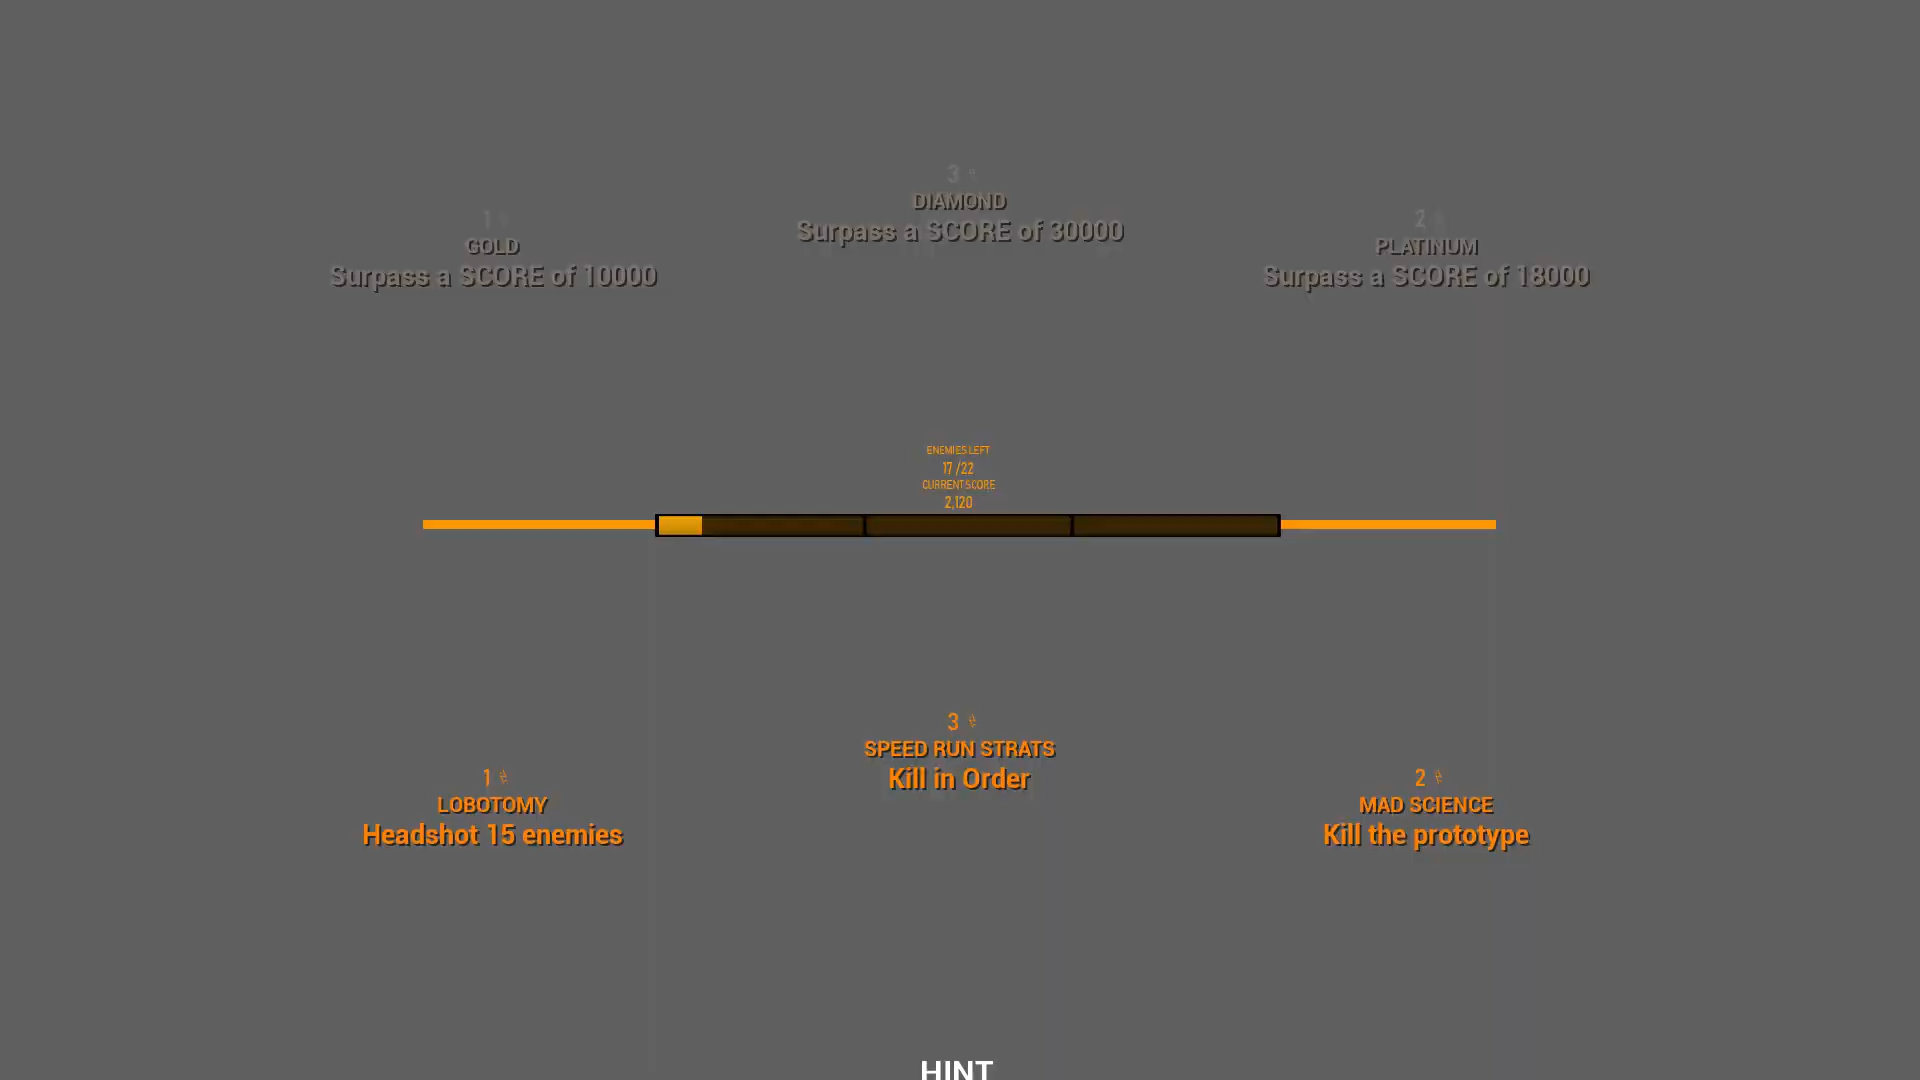 3
DIAMOND
Surpass a SCORE of 30000
1
GOLD
Surpass a SCORE of 10000
2
PLATINUM
Surpass a SCORE of 18000
ENEMIES LEFT
17 /22
CURRENT SCORE
2,120
3
SPEED RUN STRATS
Kill in Order
1
LOBOTOMY
Headshot 15 enemies
2
MAD SCIENCE
Kill the prototype
HINT